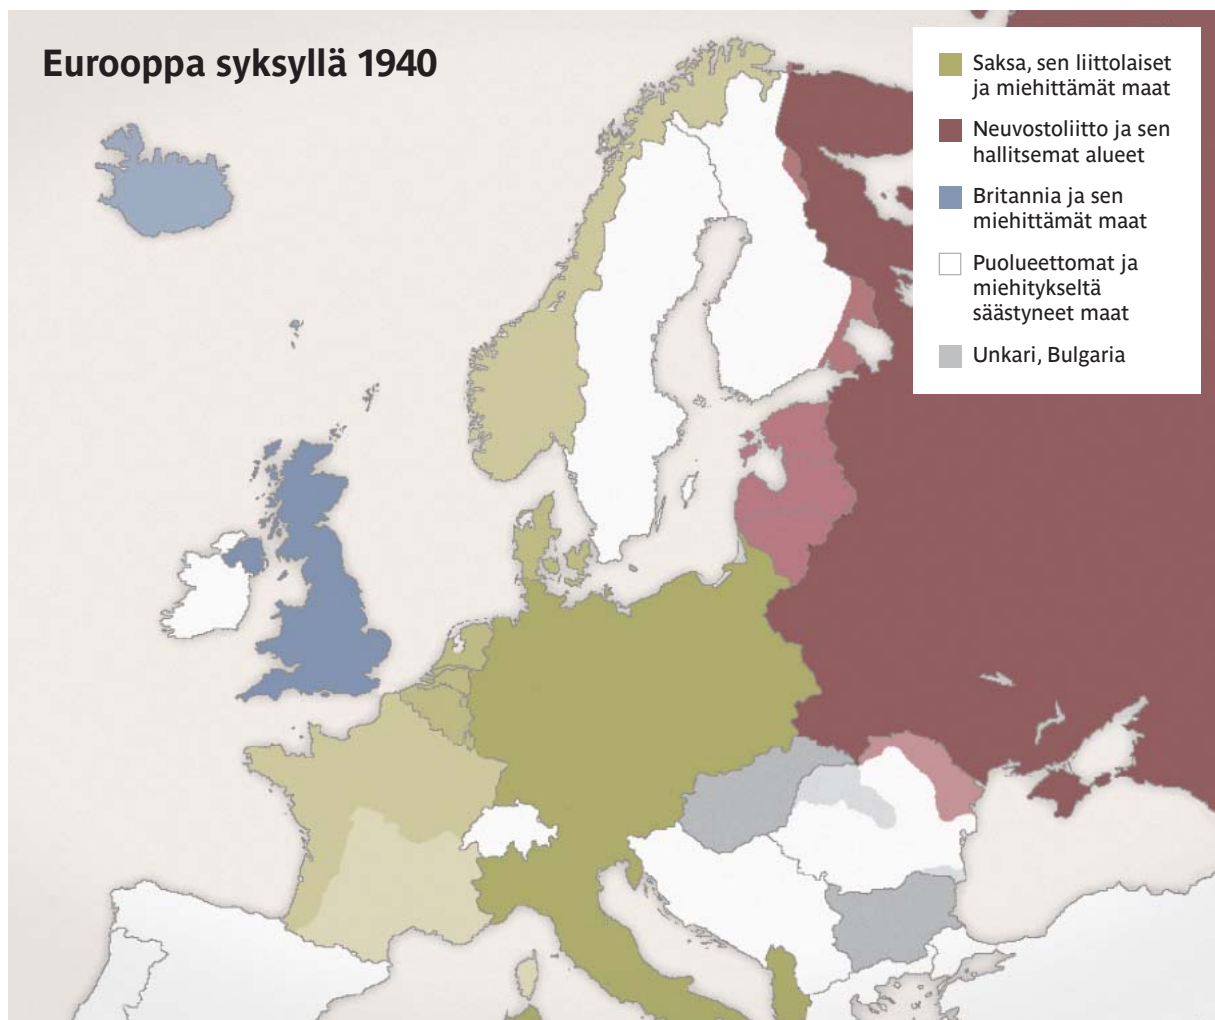 Eurooppa syksyllä 1940
Saksa, sen liittolaiset
ja miehittämät maat
Neuvostoliitto ja sen
hallitsemat alueet
Britannia ja sen
miehittämät maat
Puolueettomat ja
miehitykseltä
säästyneet maat
Unkari, Bulgaria